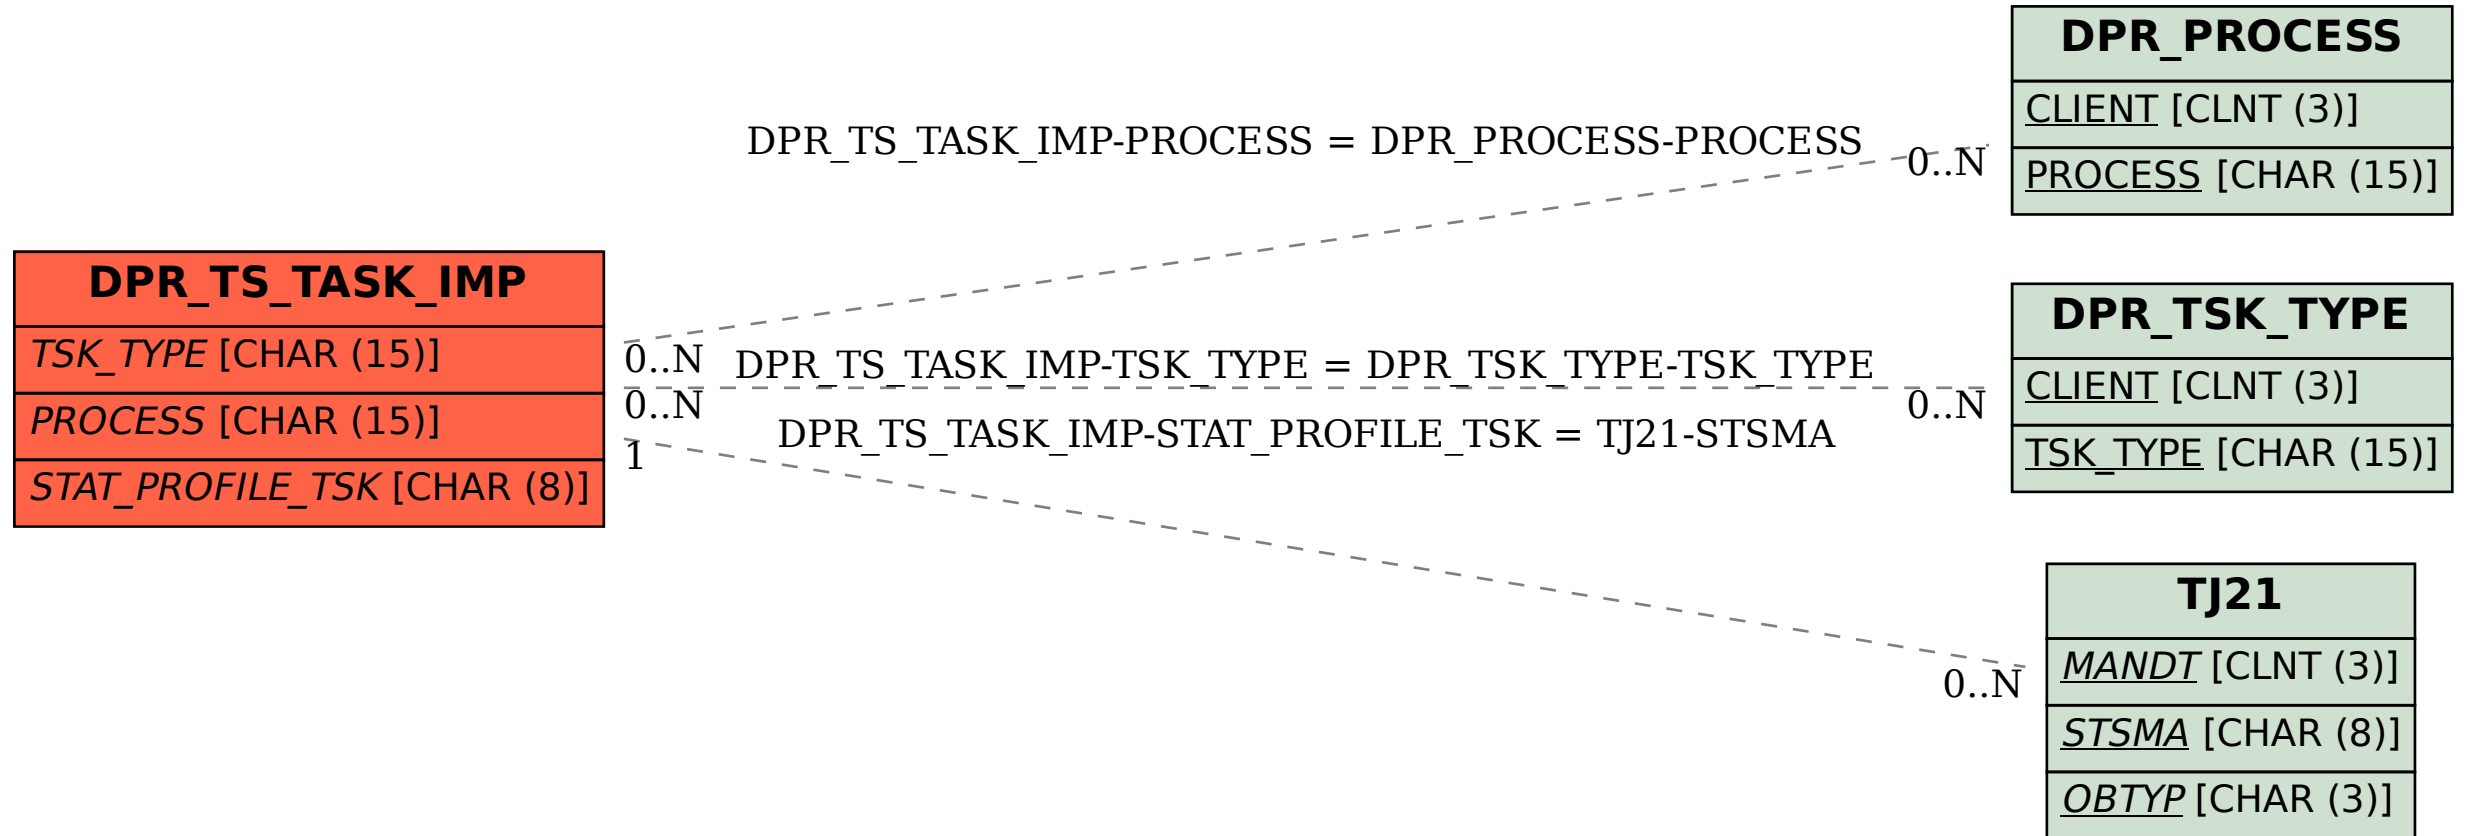 DPR_PROCESS
CLIENT [CLNT (3)]
PROCESS [CHAR (15)]
DPR_TS_TASK_IMP-PROCESS = DPR_PROCESS-PROCESS
0..N
DPR_TS_TASK_IMP
TSK_TYPE [CHAR (15)]
PROCESS [CHAR (15)]
STAT_PROFILE_TSK [CHAR (8)]
0..N
DPR_TS_TASK_IMP-TSK_TYPE = DPR_TSK_TYPE-TSK_TYPE
0..N
0..N
DPR_TS_TASK_IMP-STAT_PROFILE_TSK = TJ21-STSMA
1
0..N
DPR_TSK_TYPE
CLIENT [CLNT (3)]
TSK_TYPE [CHAR (15)]
TJ21
MANDT [CLNT (3)]
STSMA [CHAR (8)]
OBTYP [CHAR (3)]